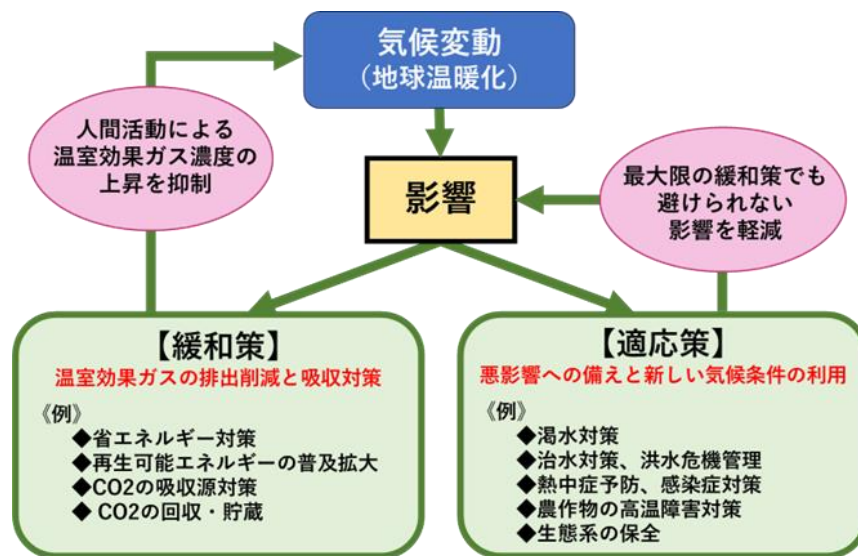 気候変動
(地球温暖化)
人間活動による
温室効果ガス濃度の
上昇を抑制
影響
最大限の緩和策でも
避けられない
影響を軽減
【緩和策】
温室効果ガスの排出削減と吸収対策
《例》
◆省エネルギー対策
◆再生可能エネルギーの普及拡大
◆CO2の吸収源対策
◆ CO2の回収・貯蔵
【適応策】
悪影響への備えと新しい気候条件の利用
《例》
◆渇水対策
◆治水対策、洪水危機管理
◆熱中症予防、感染症対策
◆農作物の高温障害対策
◆生態系の保全